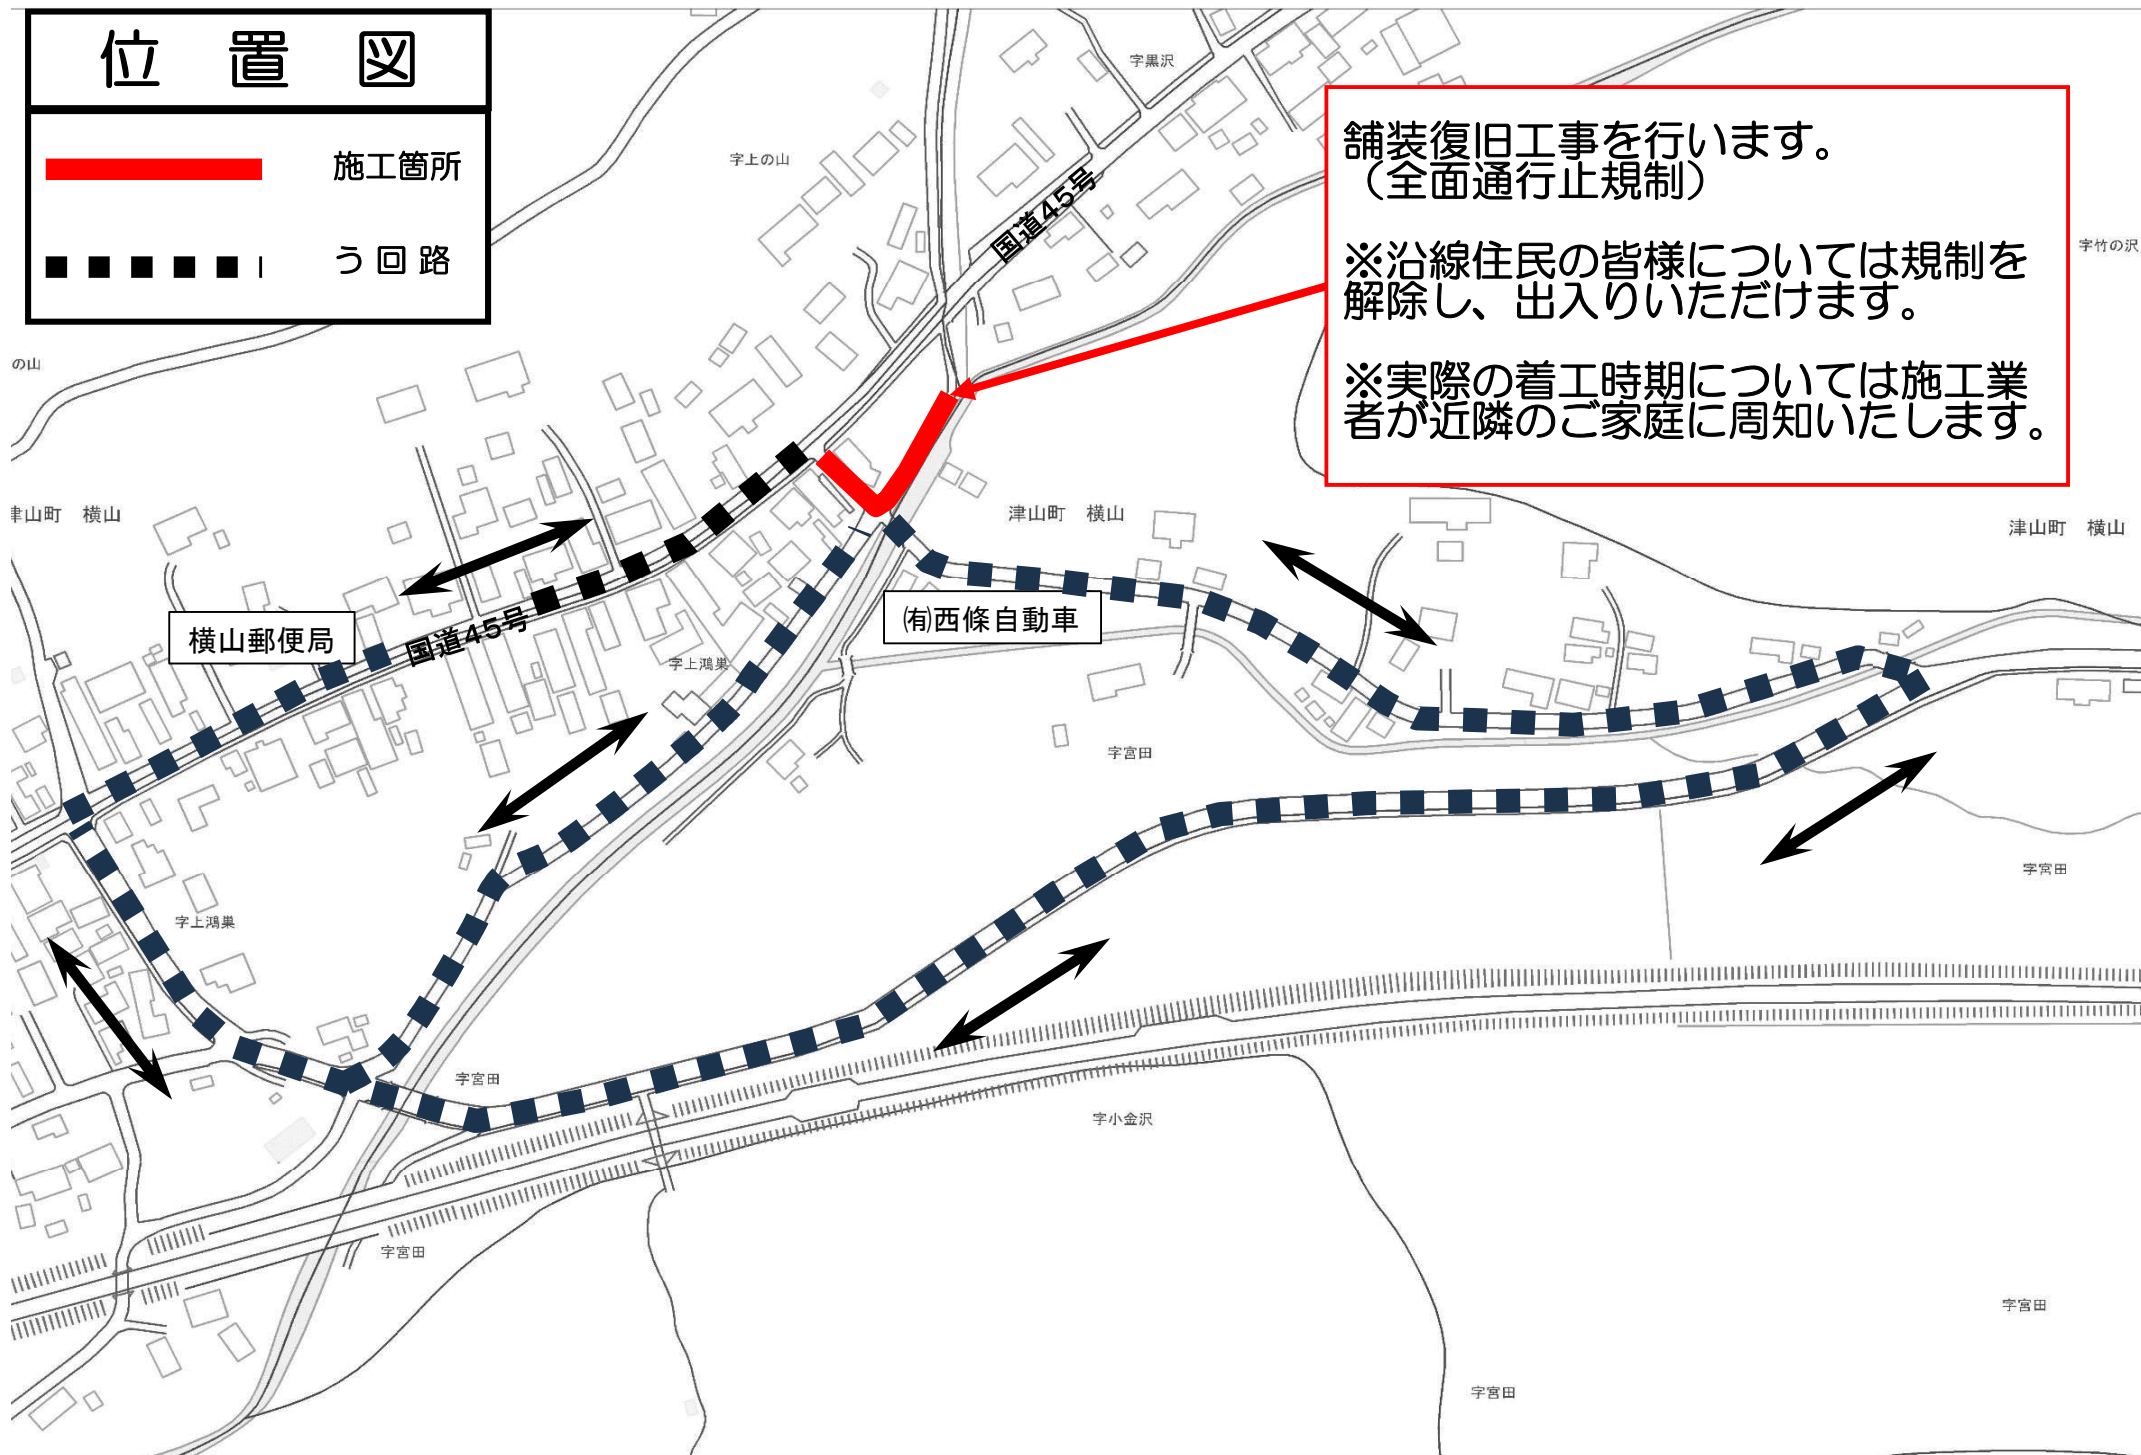 位置図
施工箇所
う回路
舗装復旧工事を行います。
（全面通行止規制）
※沿線住民の皆様については規制を
解除し、出入りいただけます。
※実際の着工時期については施工業
者が近隣のご家庭に周知いたします。
字黒沢
字上の山
国道45号
字竹の沢
の山
津山町 横山
津山町 横山
津山町 横山
横山郵便局
国道45号
㈲西條自動車
字上鴻巣
字宮田
字宮田
字上鴻巣
字宮田
字小金沢
字宮田
字宮田
字宮田